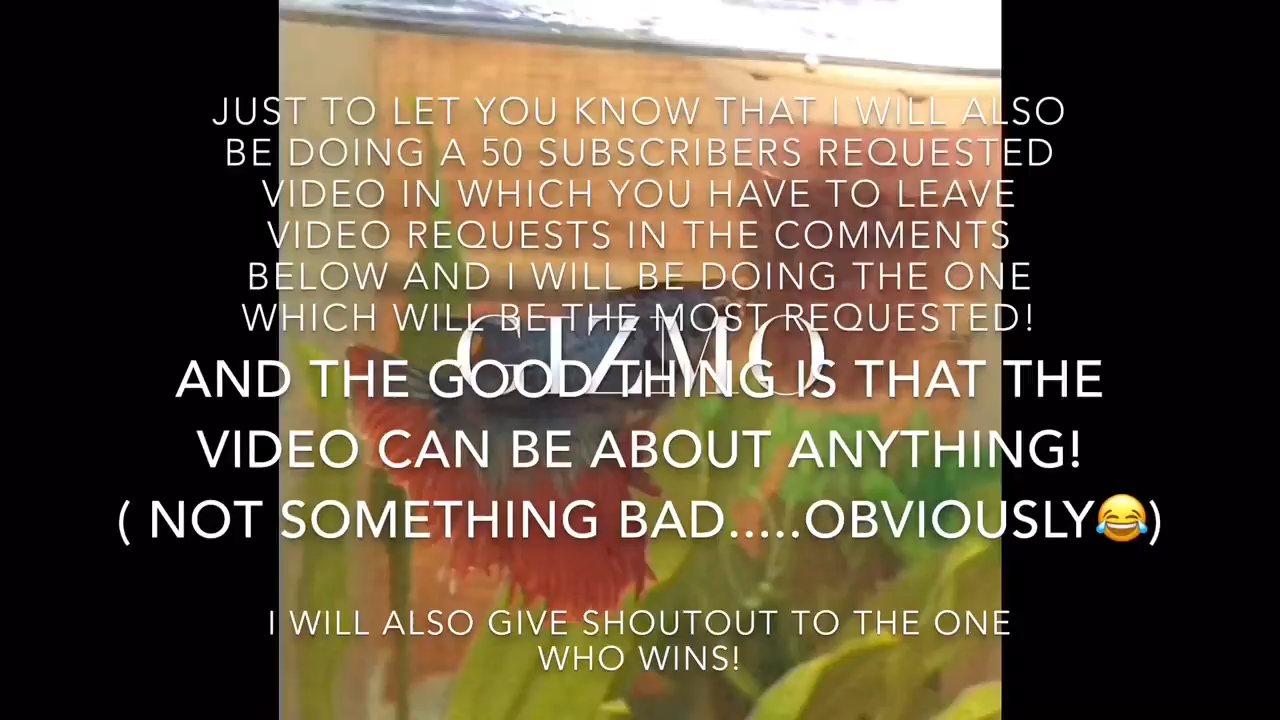 JUST TO LET YOU KNOW THAT I WILL ALSO
BE DOING A 50 SUBSCRIBERS REQUESTED
VIDEO IN WHICH YOU HAVE TO LEAVE
VIDEO REQUESTS IN THE COMMENTS
BELOW AND I WILL BE DOING THE ONE
WHICH WILL BE THE MOST REQUESTED!
GIZMO
AND THE GOOD THING IS THAT THE
VIDEO CAN BE ABOUT ANYTHING!
( NOT SOMETHING BAD.....OBVIOUSLY😂)
I WILL ALSO GIVE SHOUTOUT TO THE ONE
WHO WINS!